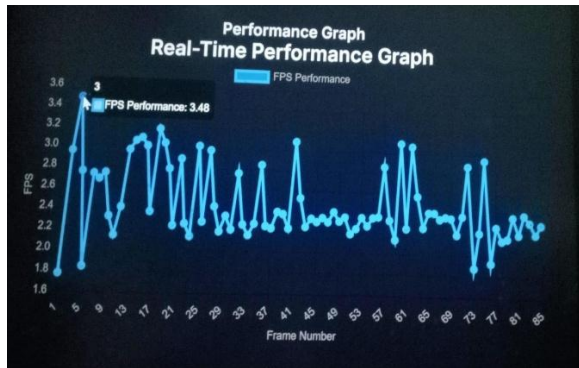 Performance Graph
Real-Time Performance Graph
FPS Performance
3
FPS Performance: 3.48
3.6
3.4
3.2
3.0
2.8
2.6
2.4
2.2
2.0
1.8
1.6
FPS
1 5 9 13 17 21 25 29 33 37 41 45 49 53 57 61 65 69 73 77 81 85
Frame Number